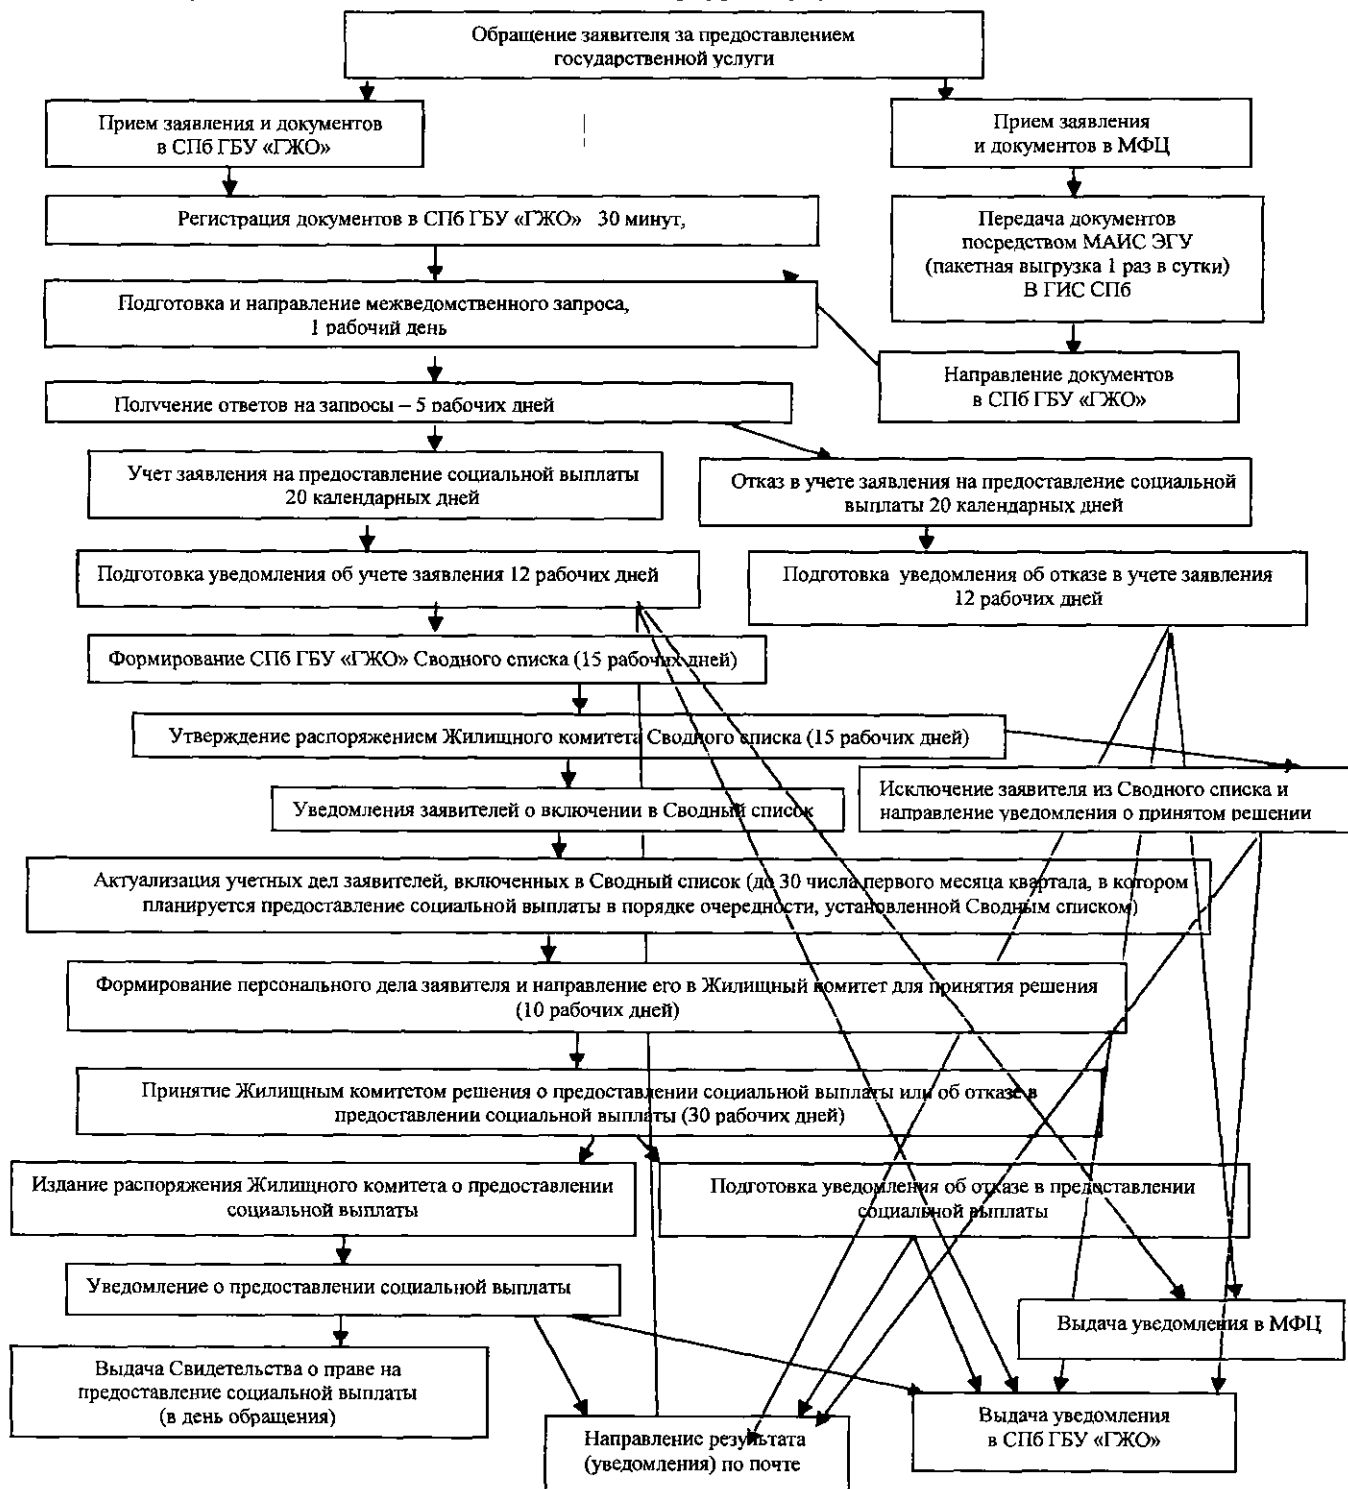 Обращение заявителя за предоставлением
государственной услуги
Прием заявления и документов
в СПб ГБУ «ГЖО»
Прием заявления
и документов в МФЦ
Регистрация документов в СПб ГБУ «ГЖО» 30 минут,
Передача документов
посредством МАИС ЭГУ
(пакетная выгрузка 1 раз в сутки)
В ГИС СПб
Подготовка и направление межведомственного запроса,
1 рабочий день
Направление документов
в СПб ГБУ «ГЖО»
Получение ответов на запросы – 5 рабочих дней
Учет заявления на предоставление социальной выплаты
20 календарных дней
Отказ в учете заявления на предоставление социальной
выплаты 20 календарных дней
Подготовка уведомления об учете заявления 12 рабочих дней
Подготовка уведомления об отказе в учете заявления
12 рабочих дней
Формирование СПб ГБУ «ГЖО» Сводного списка (15 рабочих дней)
Утверждение распоряжением Жилищного комитета Сводного списка (15 рабочих дней)
Исключение заявителя из Сводного списка и
направление уведомления о принятом решении
Уведомления заявителей о включении в Сводный список
Актуализация учетных дел заявителей, включенных в Сводный список (до 30 числа первого месяца квартала, в котором
планируется предоставление социальной выплаты в порядке очередности, установленной Сводным списком)
Формирование персонального дела заявителя и направление его в Жилищный комитет для принятия решения
(10 рабочих дней)
Принятие Жилищным комитетом решения о предоставлении социальной выплаты или об отказе в
предоставлении социальной выплаты (30 рабочих дней)
Издание распоряжения Жилищного комитета о предоставлении
социальной выплаты
Подготовка уведомления об отказе в предоставлении
социальной выплаты
Уведомление о предоставлении социальной выплаты
Выдача уведомления в МФЦ
Выдача Свидетельства о праве на
предоставление социальной выплаты
(в день обращения)
Выдача уведомления
в СПб ГБУ «ГЖО»
Направление результата
(уведомления) по почте